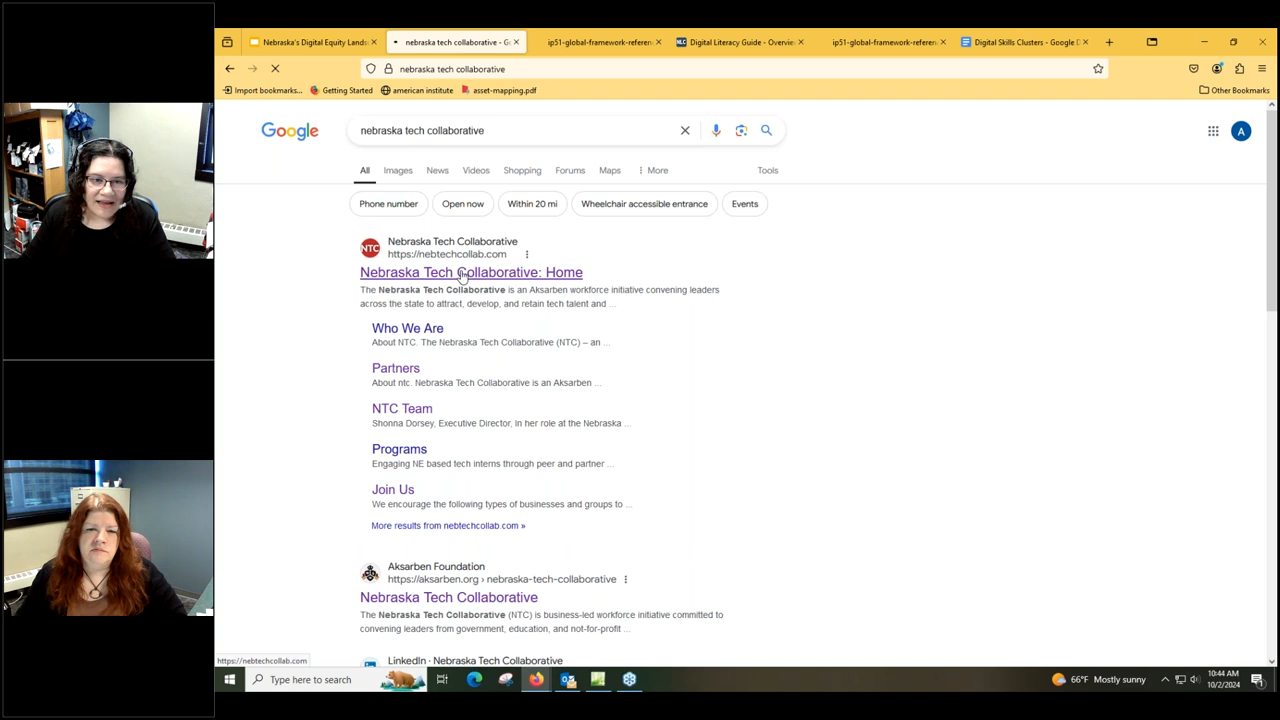 Nebraska's Digital Equity Lands
nebraska tech collaborative - G
ip51-global-framework-referen
NLC Digital Literacy Guide - Overvie
ip51-global-framework-referen
Digital Skills Clusters - Google D
nebraska tech collaborative
Import bookmarks...
Getting Started
american institute
asset-mapping.pdf
Other Bookmarks
Google
nebraska tech collaborative
A
All
Images
News
Videos
Shopping
Forums
Maps
More
Tools
Phone number
Open now
Within 20 mi
Wheelchair accessible entrance
Events
NTC
Nebraska Tech Collaborative
https://nebtechcollab.com
Nebraska Tech Collaborative: Home
The Nebraska Tech Collaborative is an Aksarben workforce initiative convening leaders
across the state to attract, develop, and retain tech talent and ...
Who We Are
About NTC. The Nebraska Tech Collaborative (NTC) – an ...
Partners
About ntc. Nebraska Tech Collaborative is an Aksarben ...
NTC Team
Shonna Dorsey, Executive Director, In her role at the Nebraska ...
Programs
Engaging NE based tech interns through peer and partner ...
Join Us
We encourage the following types of businesses and groups to ...
More results from nebtechcollab.com »
Aksarben Foundation
https://aksarben.org › nebraska-tech-collaborative
Nebraska Tech Collaborative
The Nebraska Tech Collaborative (NTC) is business-led workforce initiative committed to
convening leaders from government, education, and not-for-profit ...
LinkedIn · Nebraska Tech Collaborative
https://nebtechcollab.com
Type here to search
66°F Mostly sunny
10:44 AM
10/2/2024
1